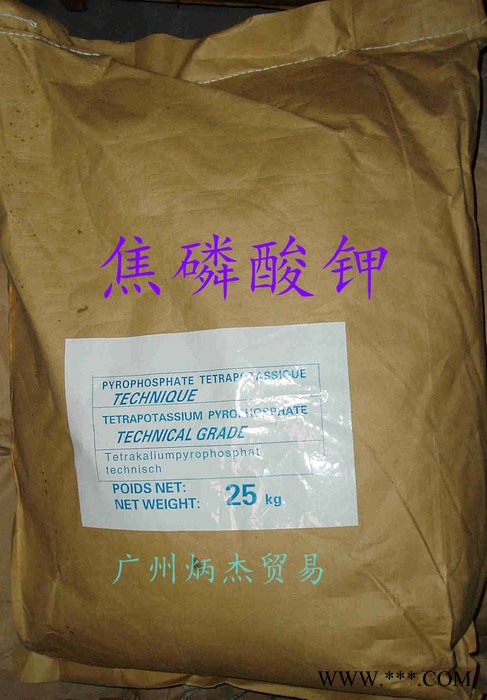 焦磷酸钾
PYROPHOSPHATE TETRAPOTASSIQUE
TECHNIQUE
TETRAPOTASSIUM PYROPHOSPHATE
TECHNICAL GRADE
Tetrakaliumpyrophosphat
technisch
POIDS NET:
NET WEIGHT: 25 kg
广州炳杰贸易
WWW.***.COM